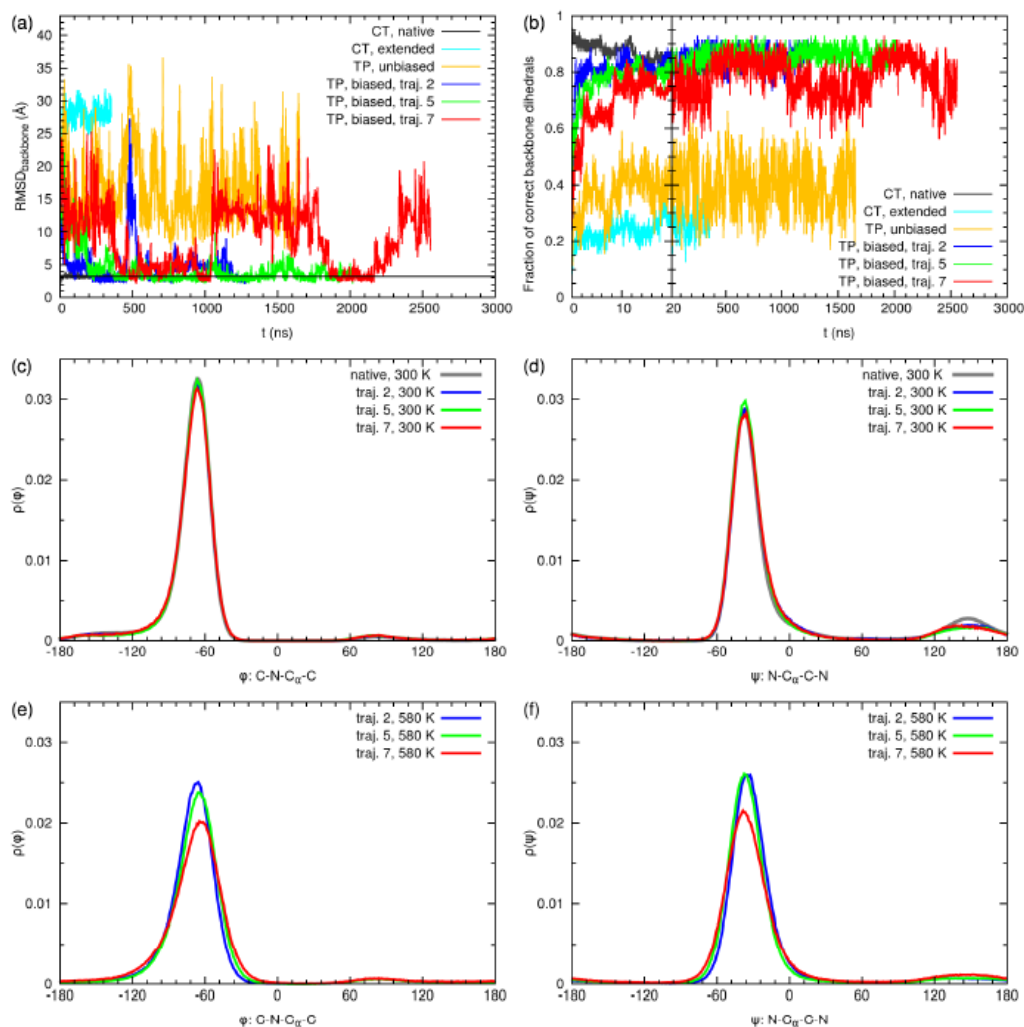 (a)
CT, native
CT, extended
TP, unbiased
TP, biased, traj. 2
TP, biased, traj. 5
TP, biased, traj. 7
RMSDbackbone (Å)
40
35
30
25
20
15
10
5
0
0 500 1000 1500 2000 2500 3000
t (ns)
(b)
Fraction of correct backbone dihedrals
1
0.8
0.6
0.4
0.2
0
CT, native
CT, extended
TP, unbiased
TP, biased, traj. 2
TP, biased, traj. 5
TP, biased, traj. 7
0 10 20 500 1000 1500 2000 2500 3000
t (ns)
(c)
native, 300 K
traj. 2, 300 K
traj. 5, 300 K
traj. 7, 300 K
ρ(φ)
0.03
0.02
0.01
0
-180 -120 -60 0 60 120 180
φ: C-N-Cα-C
(d)
native, 300 K
traj. 2, 300 K
traj. 5, 300 K
traj. 7, 300 K
ρ(ψ)
0.03
0.02
0.01
0
-180 -120 -60 0 60 120 180
ψ: N-Cα-C-N
(e)
traj. 2, 580 K
traj. 5, 580 K
traj. 7, 580 K
ρ(φ)
0.03
0.02
0.01
0
-180 -120 -60 0 60 120 180
φ: C-N-Cα-C
(f)
traj. 2, 580 K
traj. 5, 580 K
traj. 7, 580 K
ρ(ψ)
0.03
0.02
0.01
0
-180 -120 -60 0 60 120 180
ψ: N-Cα-C-N